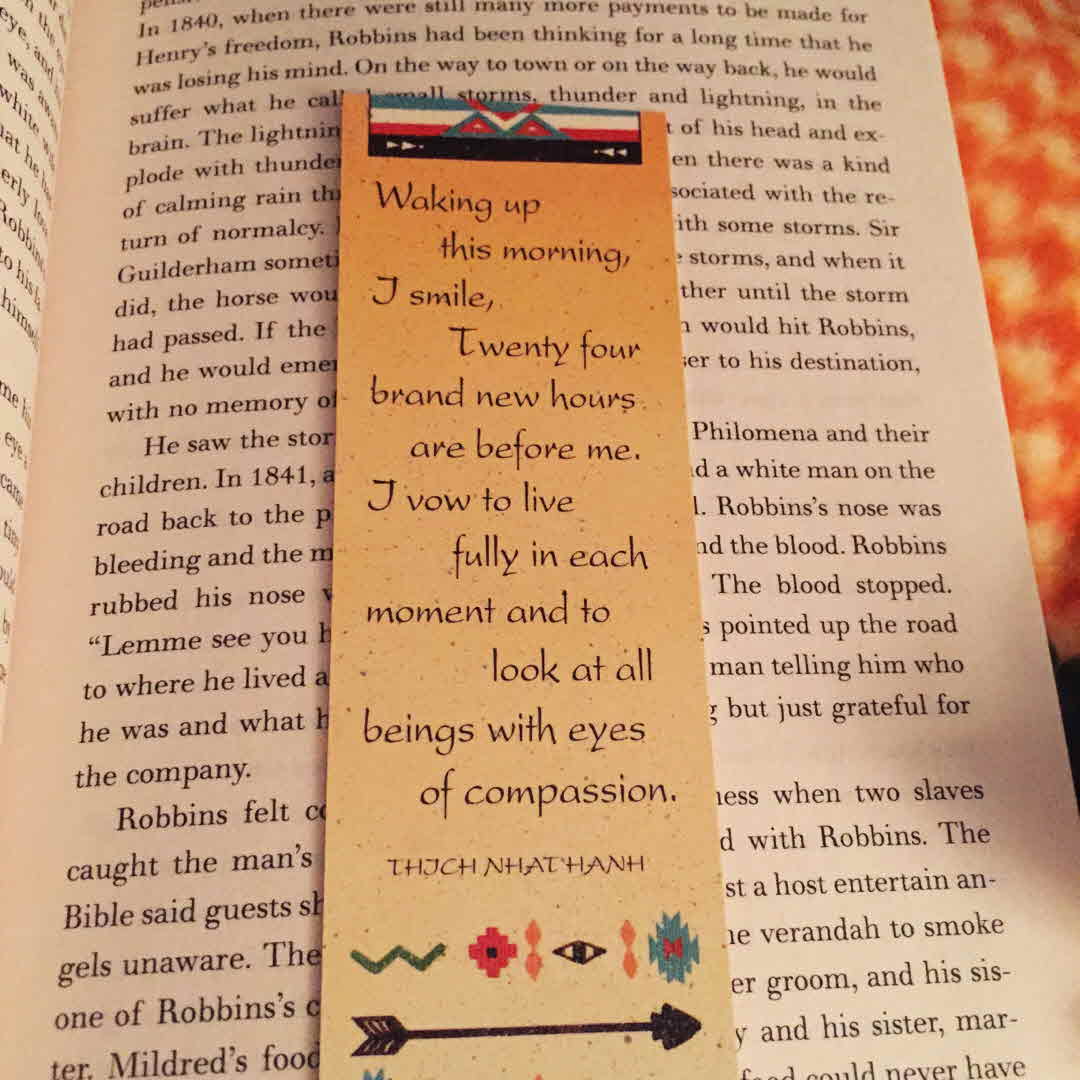 In 1840, when there were still many more payments to be made for
Henry's freedom, Robbins had been thinking for a long time that he
was losing his mind. On the way to town or on the way back, he would
suffer what he call small storms, thunder and lightning, in the
brain. The lightnin t of his head and ex-
plode with thunde en there was a kind
of calming rain th sociated with the re-
turn of normalcy. ith some storms. Sir
Guilderham someti storms, and when it
did, the horse wou ther until the storm
had passed. If the would hit Robbins,
and he would eme er to his destination,
with no memory o
He saw the stor Philomena and their
children. In 1841, a d a white man on the
road back to the p l. Robbins's nose was
bleeding and the m nd the blood. Robbins
rubbed his nose The blood stopped.
"Lemme see you h s pointed up the road
to where he lived a man telling him who
he was and what h g but just grateful for
the company.
Robbins felt co ness when two slaves
caught the man's d with Robbins. The
Bible said guests sh st a host entertain an-
gels unaware. The he verandah to smoke
one of Robbins's c er groom, and his sis-
ter. Mildred's food y and his sister, mar-
food could never have
Waking up
this morning,
I smile,
Twenty four
brand new hours
are before me.
I vow to live
fully in each
moment and to
look at all
beings with eyes
of compassion.
THICH NHAT HANH